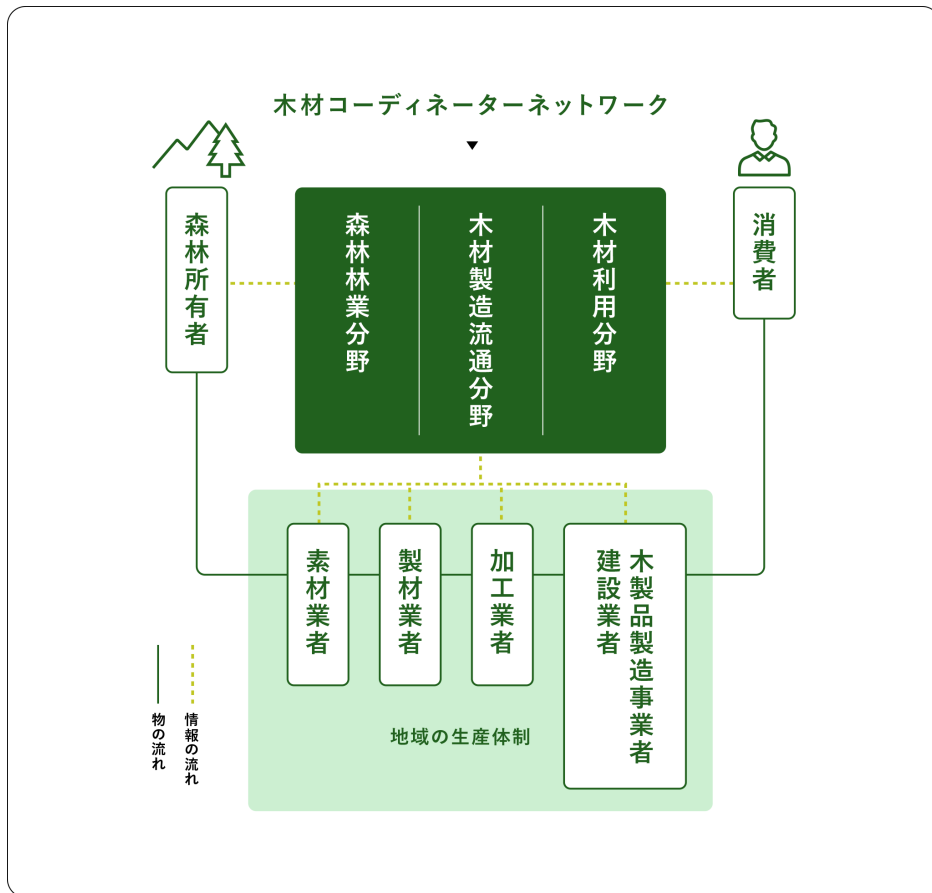 木材コーディネーターネットワーク
森林所有者
森林林業分野
木材製造流通分野
木材利用分野
消費者
素材業者
製材業者
加工業者
木製品製造事業者
建設業者
地域の生産体制
物の流れ
情報の流れ